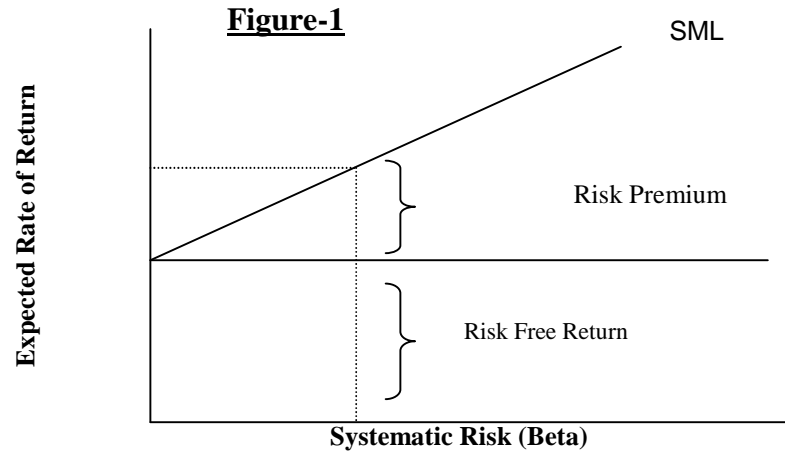 Figure-1
SML
Expected Rate of Return
Risk Premium
Risk Free Return
Systematic Risk (Beta)